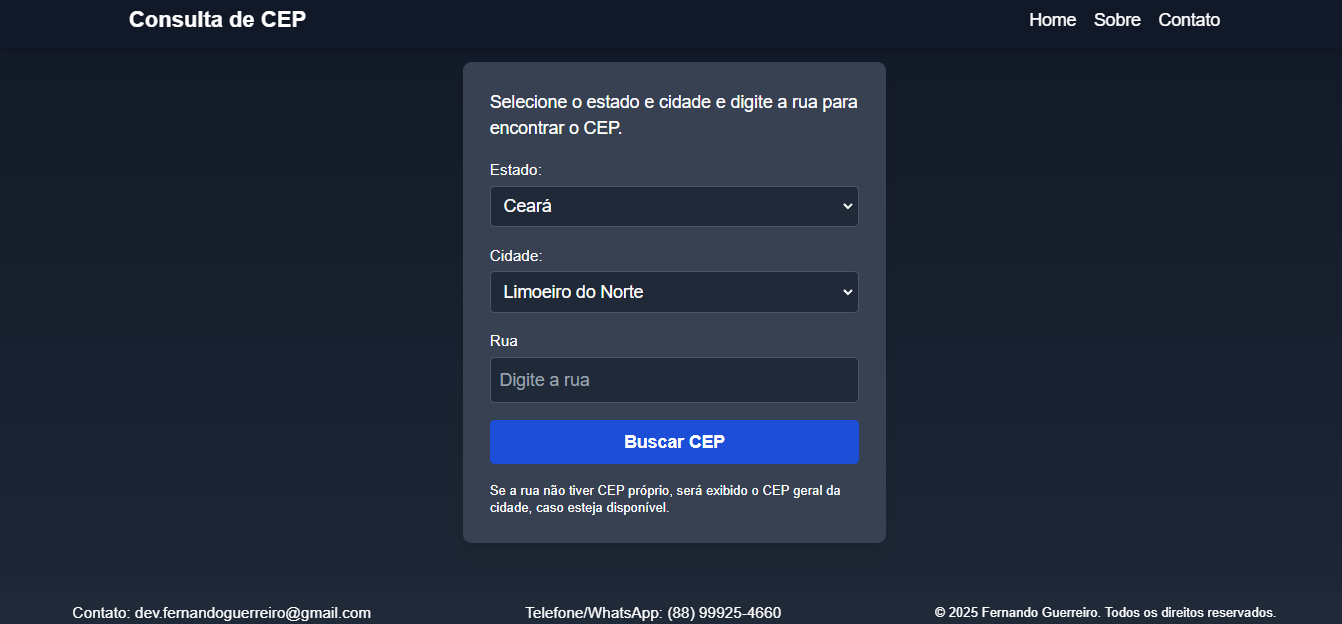 Consulta de CEP
Home Sobre Contato
Selecione o estado e cidade e digite a rua para
encontrar o CEP.
Estado:
Ceará
Cidade:
Limoeiro do Norte
Rua
Digite a rua
Buscar CEP
Se a rua não tiver CEP próprio, será exibido o CEP geral da
cidade, caso esteja disponível.
Contato: dev.fernandoguerreiro@gmail.com
Telefone/WhatsApp: (88) 99925-4660
© 2025 Fernando Guerreiro. Todos os direitos reservados.